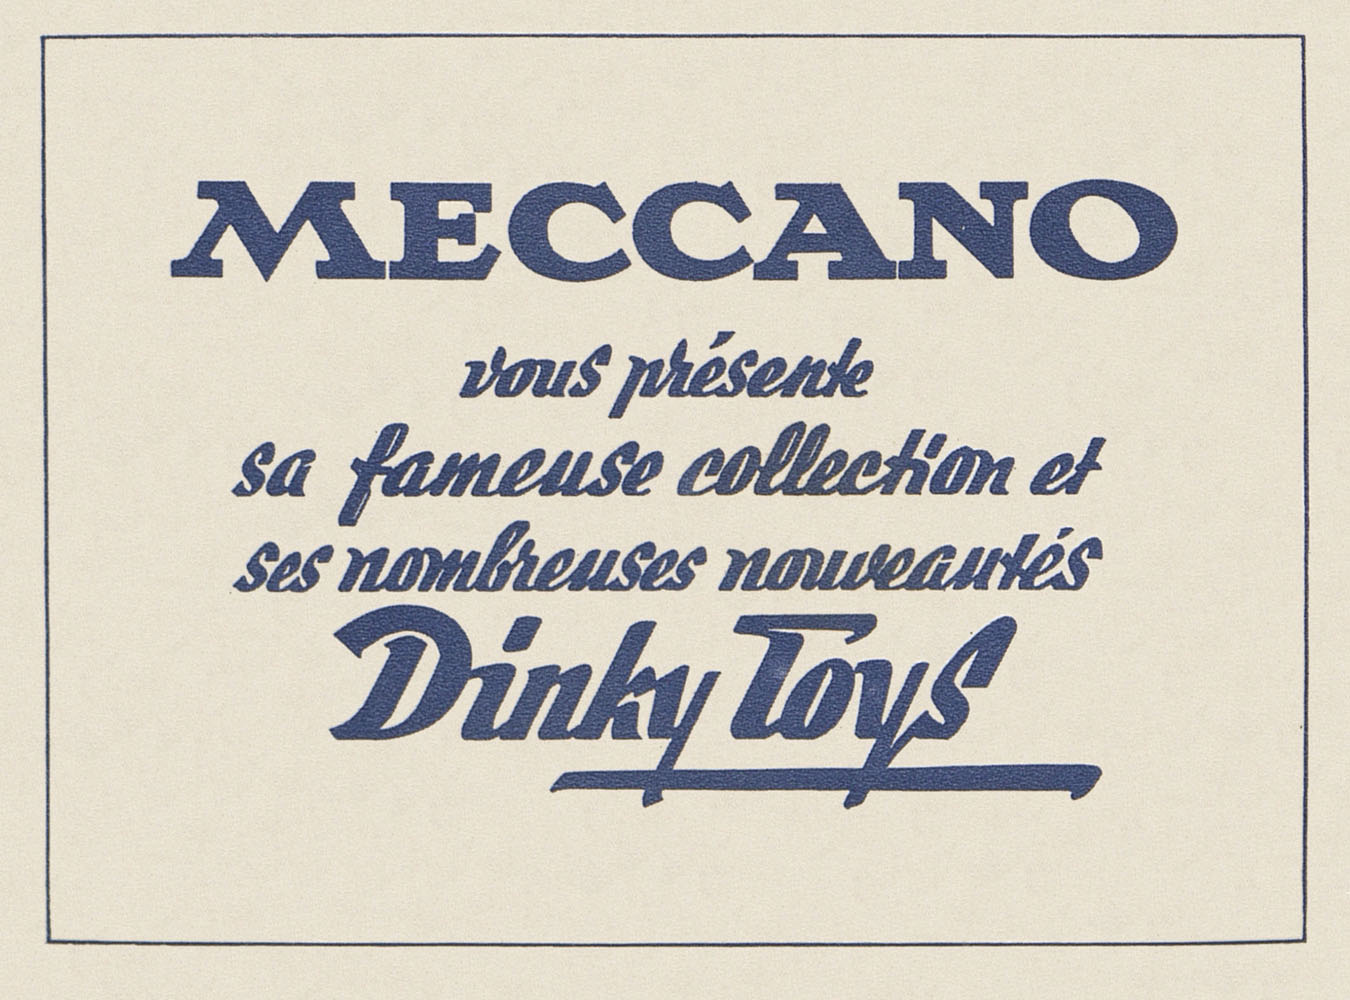 MECCANO
vous présente
sa fameuse collection et
ses nombreuses nouveautés
Dinky Toys